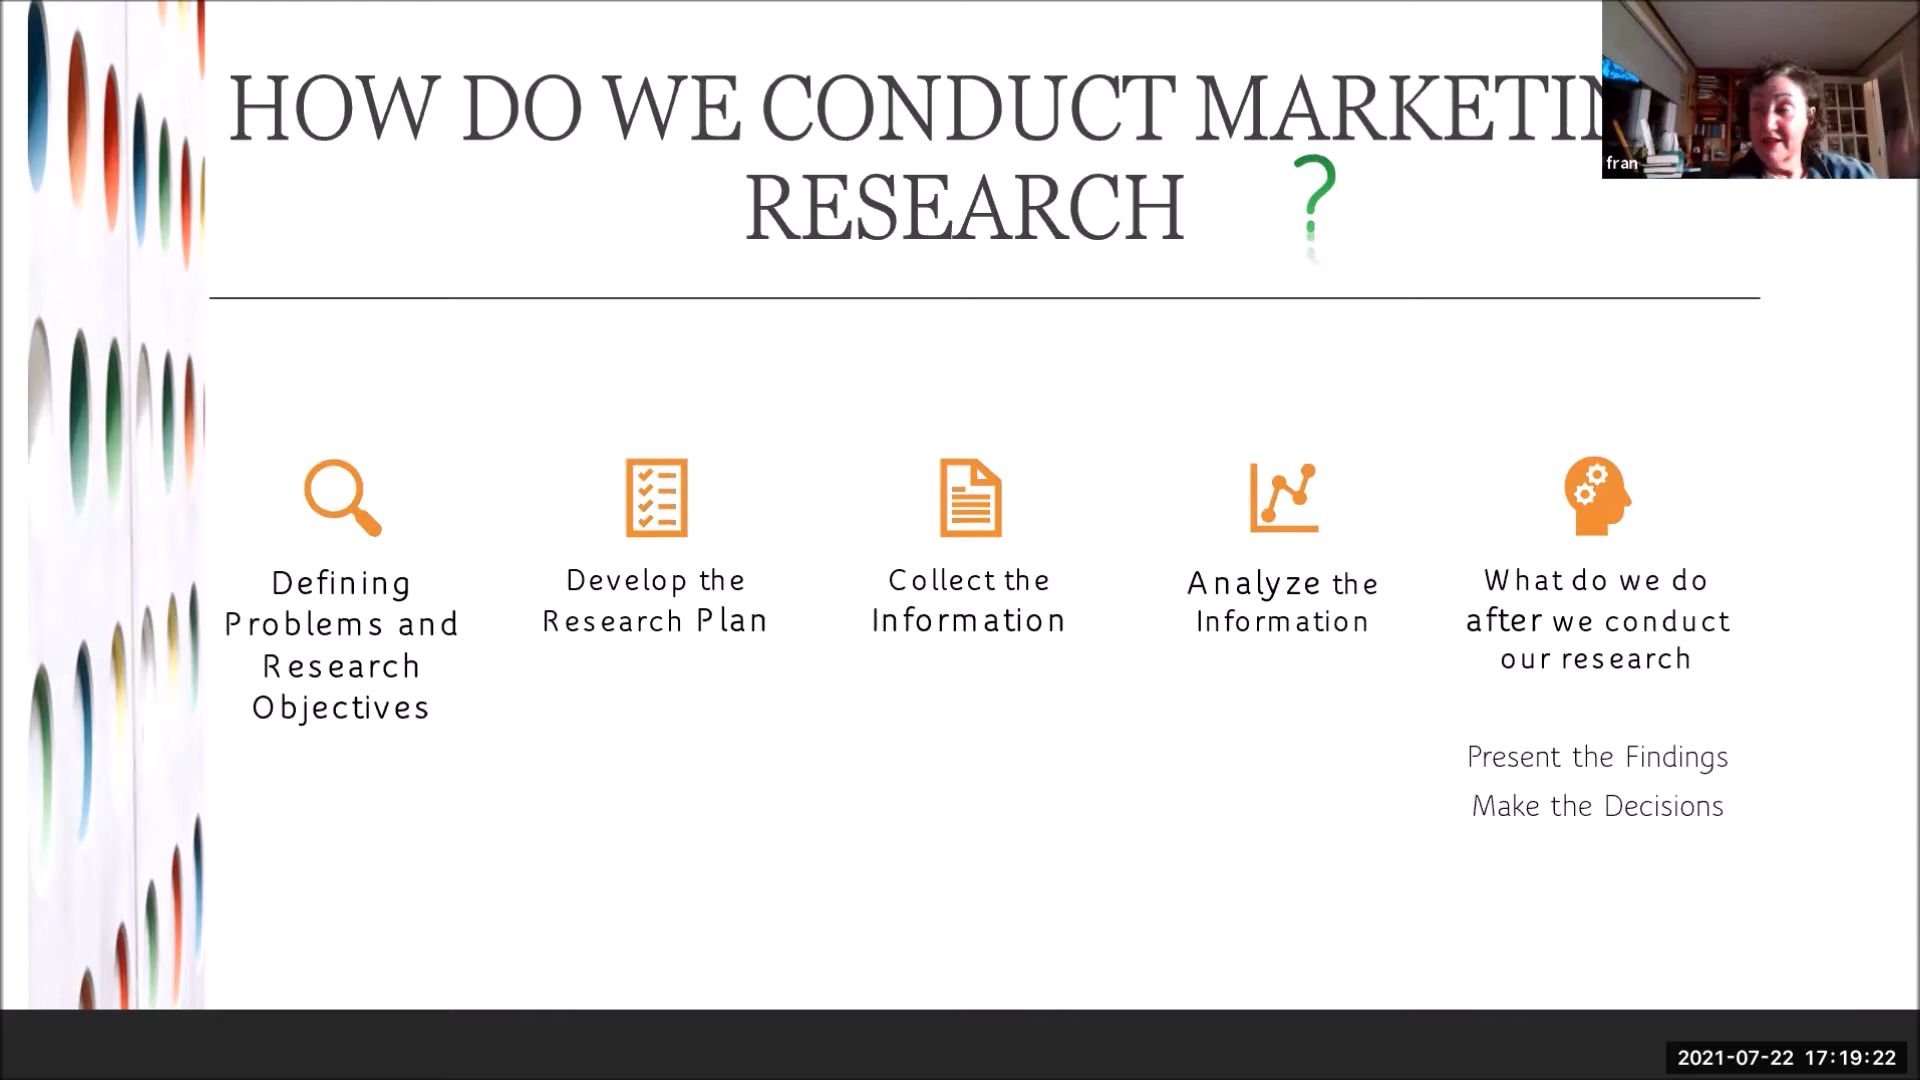 HOW DO WE CONDUCT MARKETIN
RESEARCH ?
fran
Defining
Problems and
Research
Objectives
Develop the
Research Plan
Collect the
Information
Analyze the
Information
What do we do
after we conduct
our research
Present the Findings
Make the Decisions
2021-07-22 17:19:22